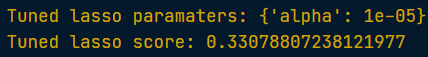 Tuned lasso paramaters: {'alpha': 1e-05}
Tuned lasso score: 0.33078807238121977